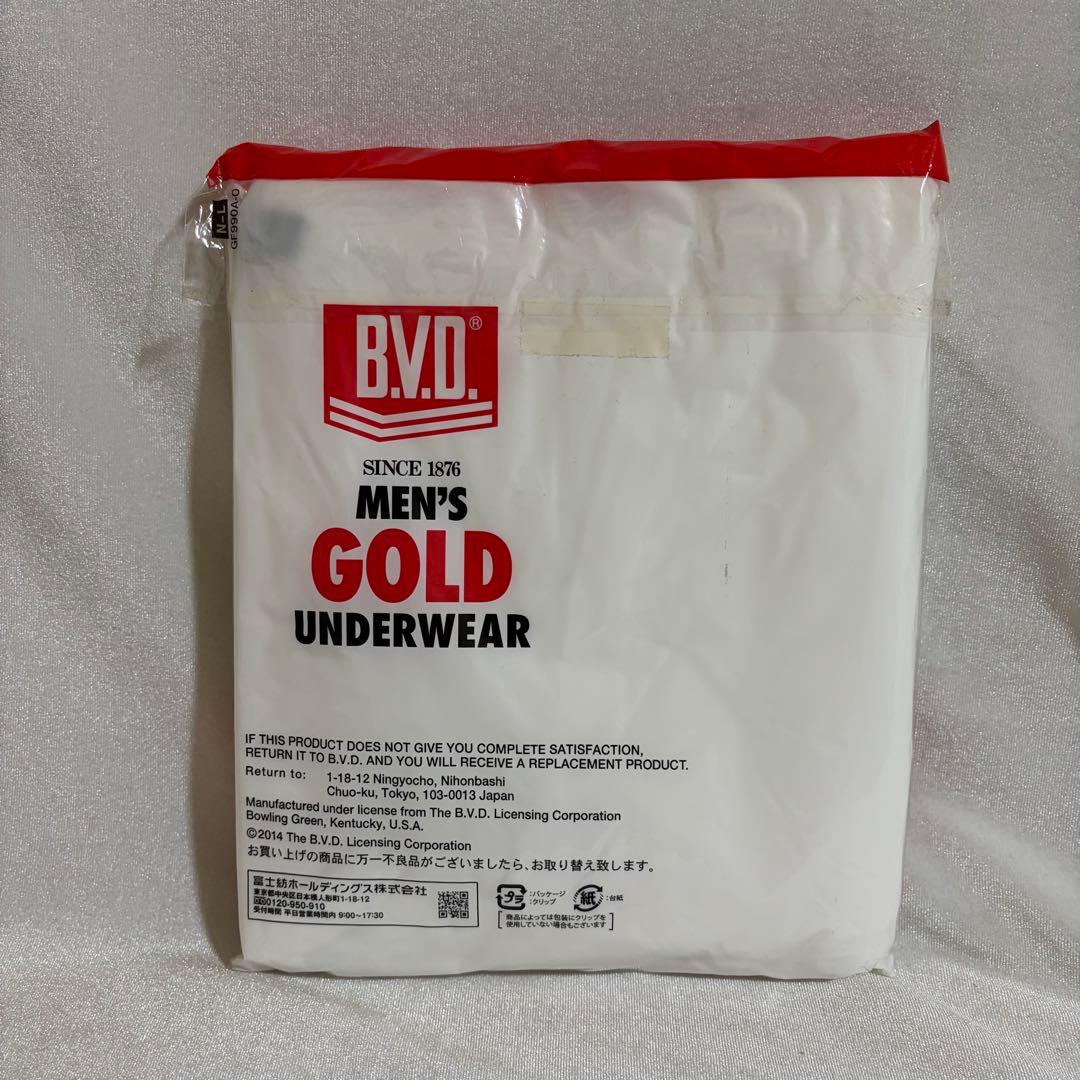 N-L
GF990A-O
B.V.D.®
SINCE 1876
MEN'S
GOLD
UNDERWEAR
IF THIS PRODUCT DOES NOT GIVE YOU COMPLETE SATISFACTION,
RETURN IT TO B.V.D. AND YOU WILL RECEIVE A REPLACEMENT PRODUCT.
Return to: 1-18-12 Ningyocho, Nihonbashi
Chuo-ku, Tokyo, 103-0013 Japan
Manufactured under license from The B.V.D. Licensing Corporation
Bowling Green, Kentucky, U.S.A.
©2014 The B.V.D. Licensing Corporation
お買い上げの商品に万一不良品がございましたら、お取り替え致します。
富士紡ホールディングス株式会社
東京都中央区日本橋人形町1-18-12
0120-950-910
受付時間 平日営業時間内 9:00〜17:30
プラ :パッケージ
:クリップ
紙 :台紙
商品によっては包装にクリップを
使用していない場合もございます